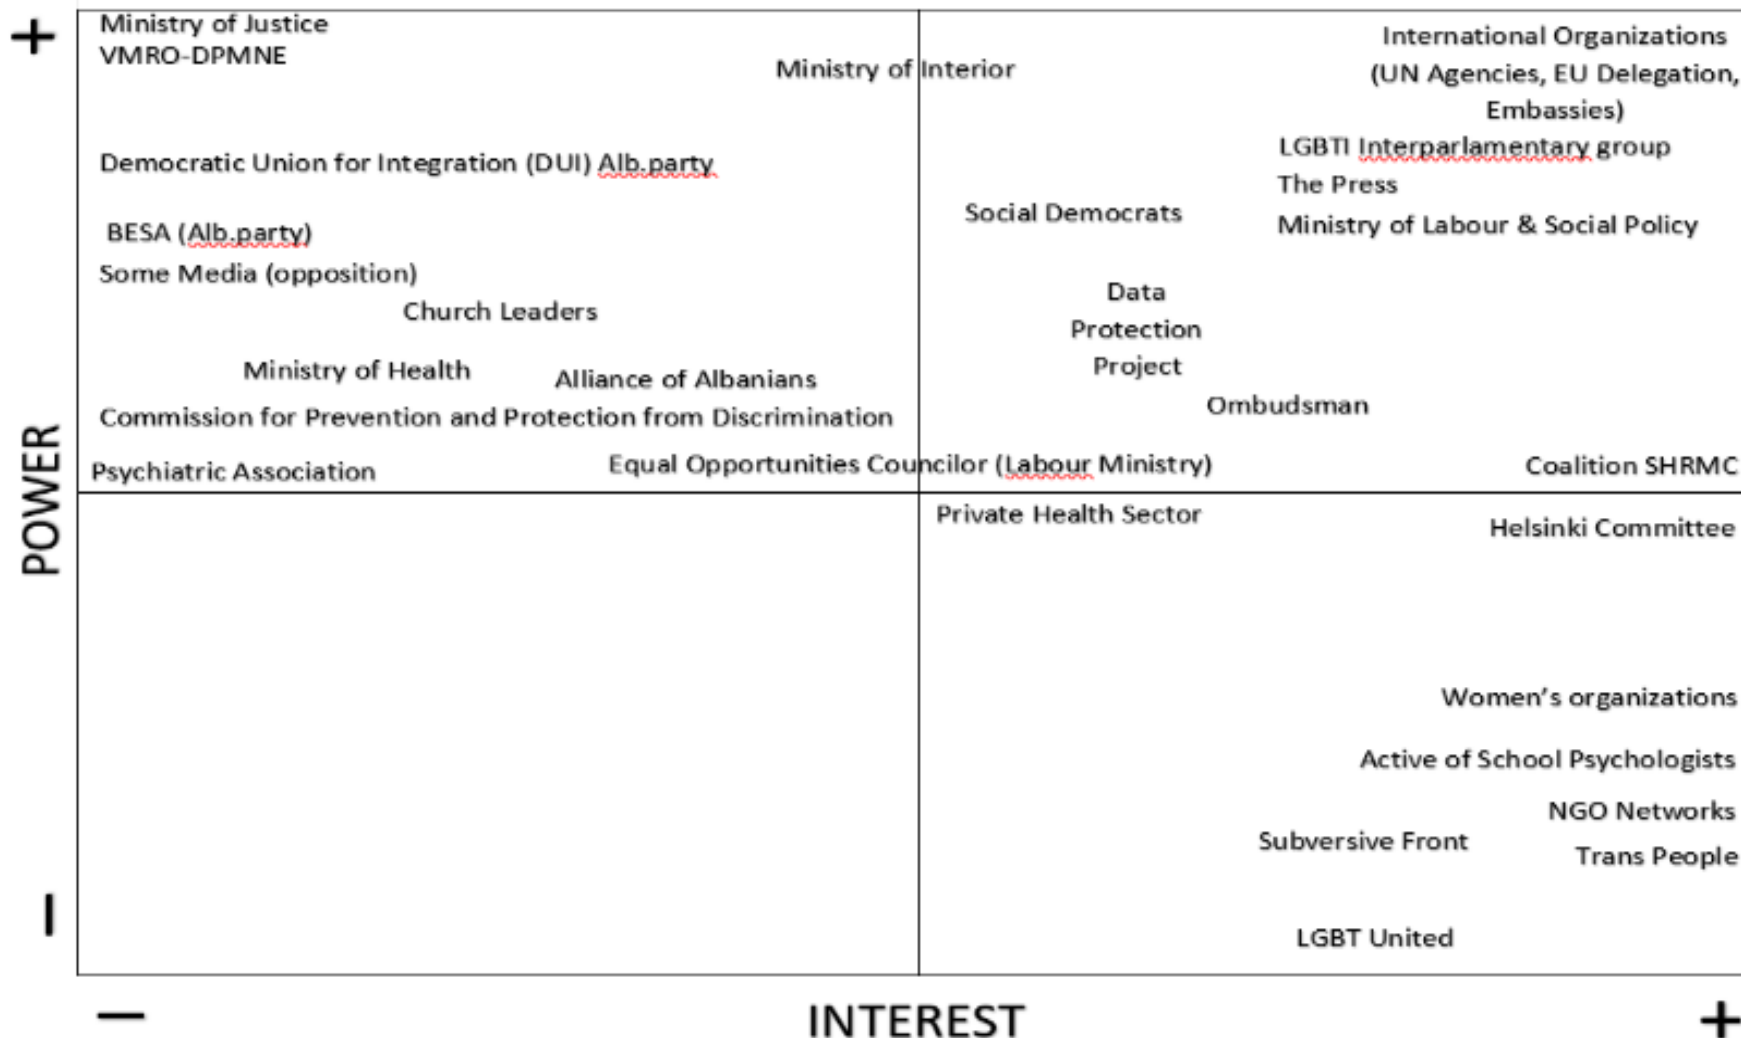 +
Ministry of Justice
VMRO-DPMNE
Ministry of Interior
International Organizations
(UN Agencies, EU Delegation,
Embassies)
LGBTI Interparlamentary group
The Press
Ministry of Labour & Social Policy
Democratic Union for Integration (DUI) Alb.party
Social Democrats
BESA (Alb.party)
Some Media (opposition)
Church Leaders
Data
Protection
Project
Ministry of Health
Alliance of Albanians
Ombudsman
Commission for Prevention and Protection from Discrimination
Psychiatric Association
Equal Opportunities Councilor (Labour Ministry)
Coalition SHRMC
POWER
Private Health Sector
Helsinki Committee
Women’s organizations
Active of School Psychologists
NGO Networks
Subversive Front
Trans People
LGBT United
–
–
INTEREST
+